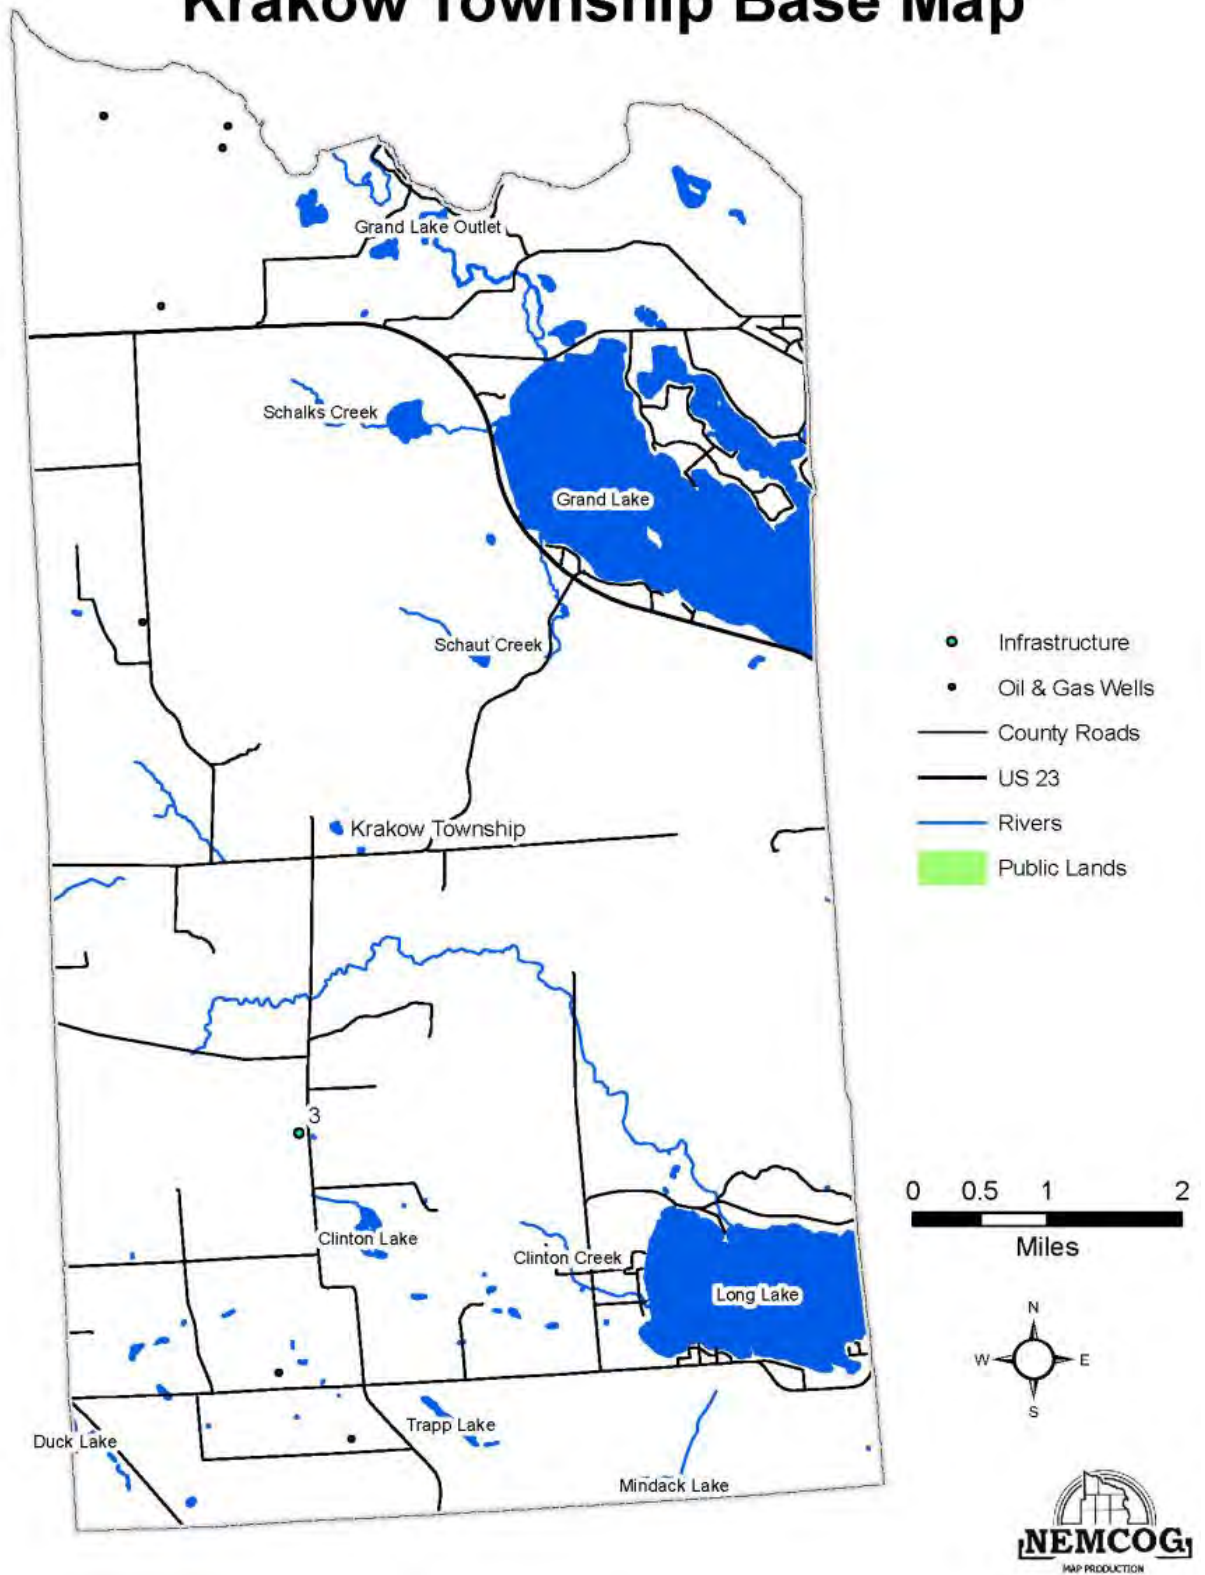 Krakow Township Base Map
Grand Lake Outlet
Schalks Creek
Grand Lake
Schaut Creek
Infrastructure
Oil & Gas Wells
County Roads
US 23
Rivers
Public Lands
Krakow Township
3
0 0.5 1 2
Miles
Clinton Lake
Clinton Creek
Long Lake
N
W E
S
Trapp Lake
Duck Lake
Mindack Lake
NEMCOG
MAP PRODUCTION